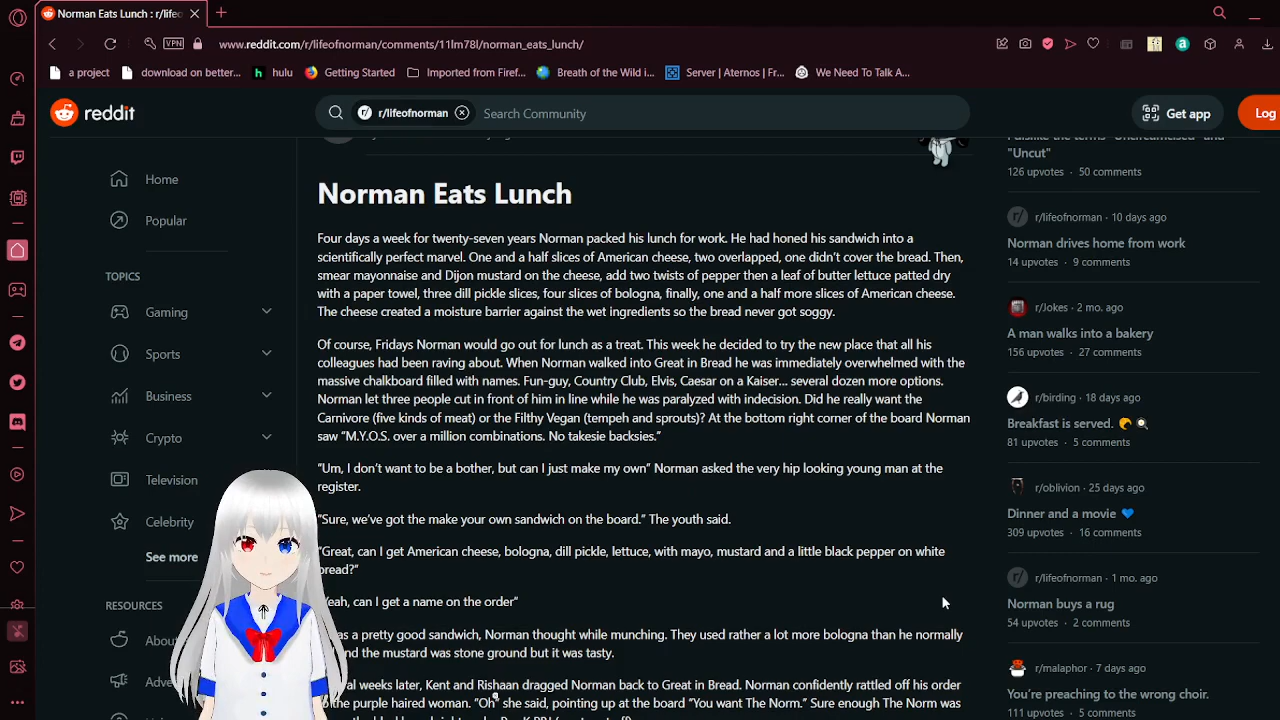 Norman Eats Lunch : r/lifeo
www.reddit.com/r/lifeofnorman/comments/11lm78l/norman_eats_lunch/
VPN
a project
download on better...
hulu
Getting Started
Imported from Firef...
Breath of the Wild i...
Server | Aternos | Fr...
We Need To Talk A...
reddit
r/lifeofnorman
Search Community
Get app
Log
Home
Popular
TOPICS
Gaming
Sports
Business
Crypto
Television
Celebrity
See more
RESOURCES
Abou
Adve
Norman Eats Lunch
Four days a week for twenty-seven years Norman packed his lunch for work. He had honed his sandwich into a
scientifically perfect marvel. One and a half slices of American cheese, two overlapped, one didn't cover the bread. Then,
smear mayonnaise and Dijon mustard on the cheese, add two twists of pepper then a leaf of butter lettuce patted dry
with a paper towel, three dill pickle slices, four slices of bologna, finally, one and a half more slices of American cheese.
The cheese created a moisture barrier against the wet ingredients so the bread never got soggy.
Of course, Fridays Norman would go out for lunch as a treat. This week he decided to try the new place that all his
colleagues had been raving about. When Norman walked into Great in Bread he was immediately overwhelmed with the
massive chalkboard filled with names. Fun-guy, Country Club, Elvis, Caesar on a Kaiser... several dozen more options.
Norman let three people cut in front of him in line while he was paralyzed with indecision. Did he really want the
Carnivore (five kinds of meat) or the Filthy Vegan (tempeh and sprouts)? At the bottom right corner of the board Norman
saw “M.Y.O.S. over a million combinations. No takesie backsies.”
“Um, I don't want to be a bother, but can I just make my own” Norman asked the very hip looking young man at the
register.
“Sure, we've got the make your own sandwich on the board.” The youth said.
“Great, can I get American cheese, bologna, dill pickle, lettuce, with mayo, mustard and a little black pepper on white
bread?”
Yeah, can I get a name on the order”
as a petty good sandwich, Norman thought while munching. They used rather a lot more bologna than he normally
nd the mustard was stone ground but it was tasty.
al weeks later, Kent and Rishaan dragged Norman back to Great in Bread. Norman confidently rattled off his order
the purple haired woman. “Oh” she said, pointing up at the board “You want The Norm.” Sure enough The Norm was
"Uncut"
126 upvotes · 50 comments
r/lifeofnorman · 10 days ago
Norman drives home from work
14 upvotes · 9 comments
r/Jokes · 2 mo. ago
A man walks into a bakery
156 upvotes · 27 comments
r/birding · 18 days ago
Breakfast is served.
81 upvotes · 5 comments
r/oblivion · 25 days ago
Dinner and a movie
309 upvotes · 16 comments
r/lifeofnorman · 1 mo. ago
Norman buys a rug
54 upvotes · 2 comments
r/malaphor · 7 days ago
You're preaching to the wrong choir.
111 upvotes · 5 comments